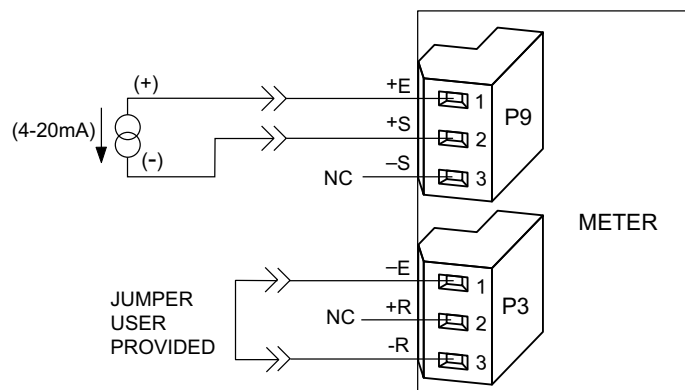 (+)
(4-20mA)
(-)
+E
+S
–S
NC
1
2
3
P9
METER
JUMPER
USER
PROVIDED
–E
+R
-R
NC
1
2
3
P3